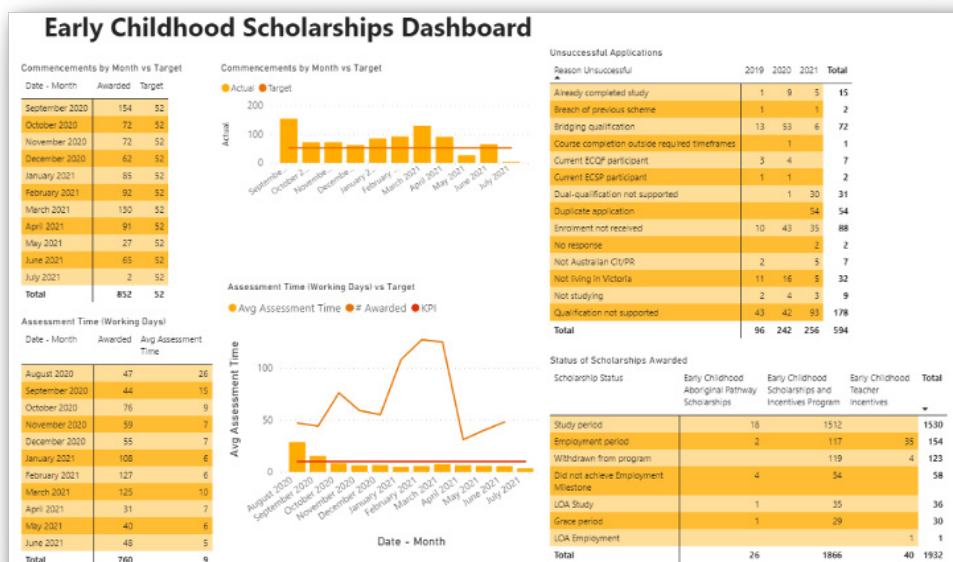 Early Childhood Scholarships Dashboard
Commencements by Month vs Target
Date - Month Awarded Target
September 2020 154 52
October 2020 72 52
November 2020 72 52
December 2020 62 52
January 2021 85 52
February 2021 92 52
March 2021 130 52
April 2021 91 52
May 2021 27 52
June 2021 65 52
July 2021 2 52
Total 852 52
Assessment Time (Working Days)
Date - Month Awarded Avg Assessment
Time
August 2020 47 26
September 2020 44 15
October 2020 76 9
November 2020 59 7
December 2020 55 7
January 2021 108 6
February 2021 127 6
March 2021 125 10
April 2021 31 7
May 2021 40 6
June 2021 48 5
Total 760 9
Commencements by Month vs Target
Actual Target
Actual
200
100
0
Septembe...
October 2...
Novembe...
Decembe...
January 2...
February ...
March 2021
April 2021
May 2021
June 2021
July 2021
Assessment Time (Working Days) vs Target
Avg Assessment Time # Awarded KPI
Avg Assessment Time
100
50
0
August 2020
September 2020
October 2020
November 2020
December 2020
January 2021
February 2021
March 2021
April 2021
May 2021
June 2021
July 2021
Date - Month
Unsuccessful Applications
Reason Unsuccessful 2019 2020 2021 Total
Already completed study 1 9 5 15
Breach of previous scheme 1 1 2
Bridging qualification 13 53 6 72
Course completion outside required timeframes 1 1
Current ECQF participant 3 4 7
Current ECSP participant 1 1 2
Dual-qualification not supported 1 30 31
Duplicate application 54 54
Enrolment not received 10 43 35 88
No response 2 2
Not Australian Cit/PR 2 5 7
Not living in Victoria 11 16 5 32
Not studying 2 4 3 9
Qualification not supported 43 42 93 178
Total 96 242 256 594
Status of Scholarships Awarded
Scholarship Status Early Childhood Early Childhood Early Childhood Total
Aboriginal Pathway Scholarships and Teacher
Scholarships Incentives Program Incentives
Study period 18 1512 1530
Employment period 2 117 35 154
Withdrawn from program 119 4 123
Did not achieve Employment 4 54 58
Milestone
LOA Study 1 35 36
Grace period 1 29 30
LOA Employment 1 1
Total 26 1866 40 1932